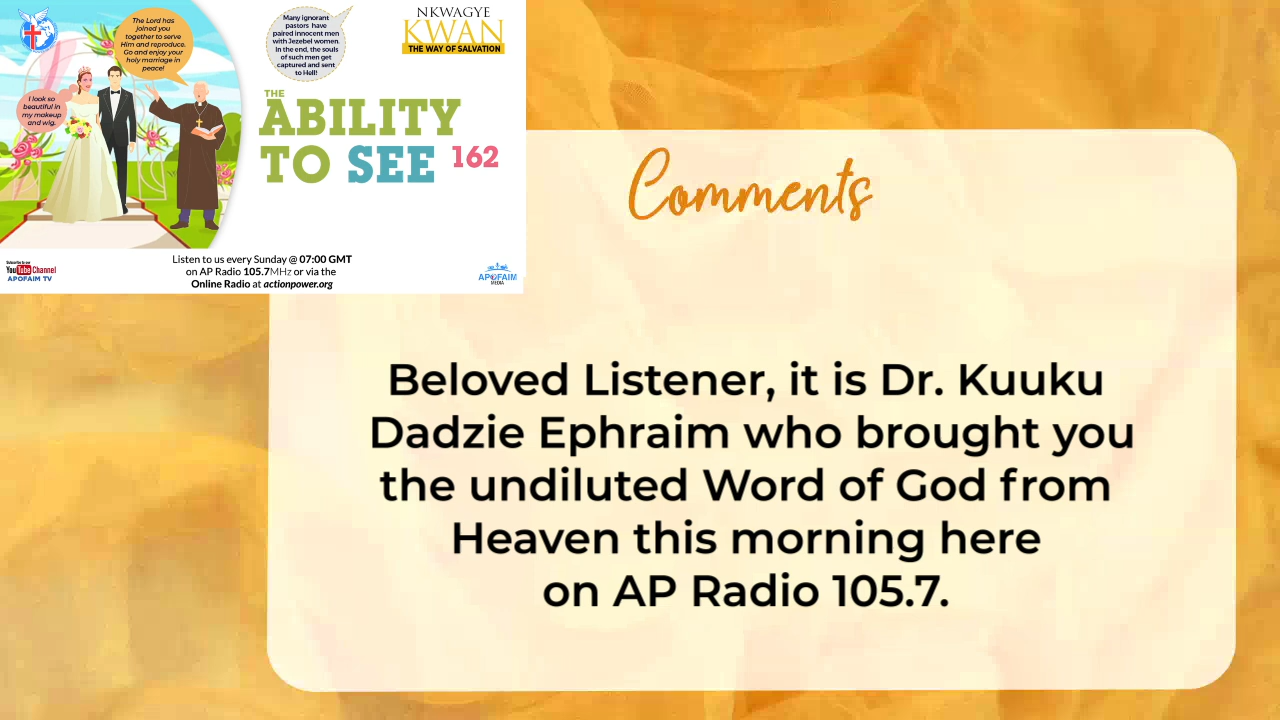 The Lord has
joined you
together to serve
Him and reproduce.
Go and enjoy your
holy marriage in
peace!
I look so
beautiful in
my makeup
and wig.
Many ignorant
pastors have
paired innocent men
with Jezebel women.
In the end, the souls
of such men get
captured and sent
to Hell!
NKWAGYE
KWAN
THE WAY OF SALVATION
THE
ABILITY
TO SEE 162
Listen to us every Sunday @ 07:00 GMT
on AP Radio 105.7MHz or via the
Online Radio at actionpower.org
YouTube Channel
APOFAIM TV
APOFAIM
MEDIA
Comments
Beloved Listener, it is Dr. Kuuku
Dadzie Ephraim who brought you
the undiluted Word of God from
Heaven this morning here
on AP Radio 105.7.